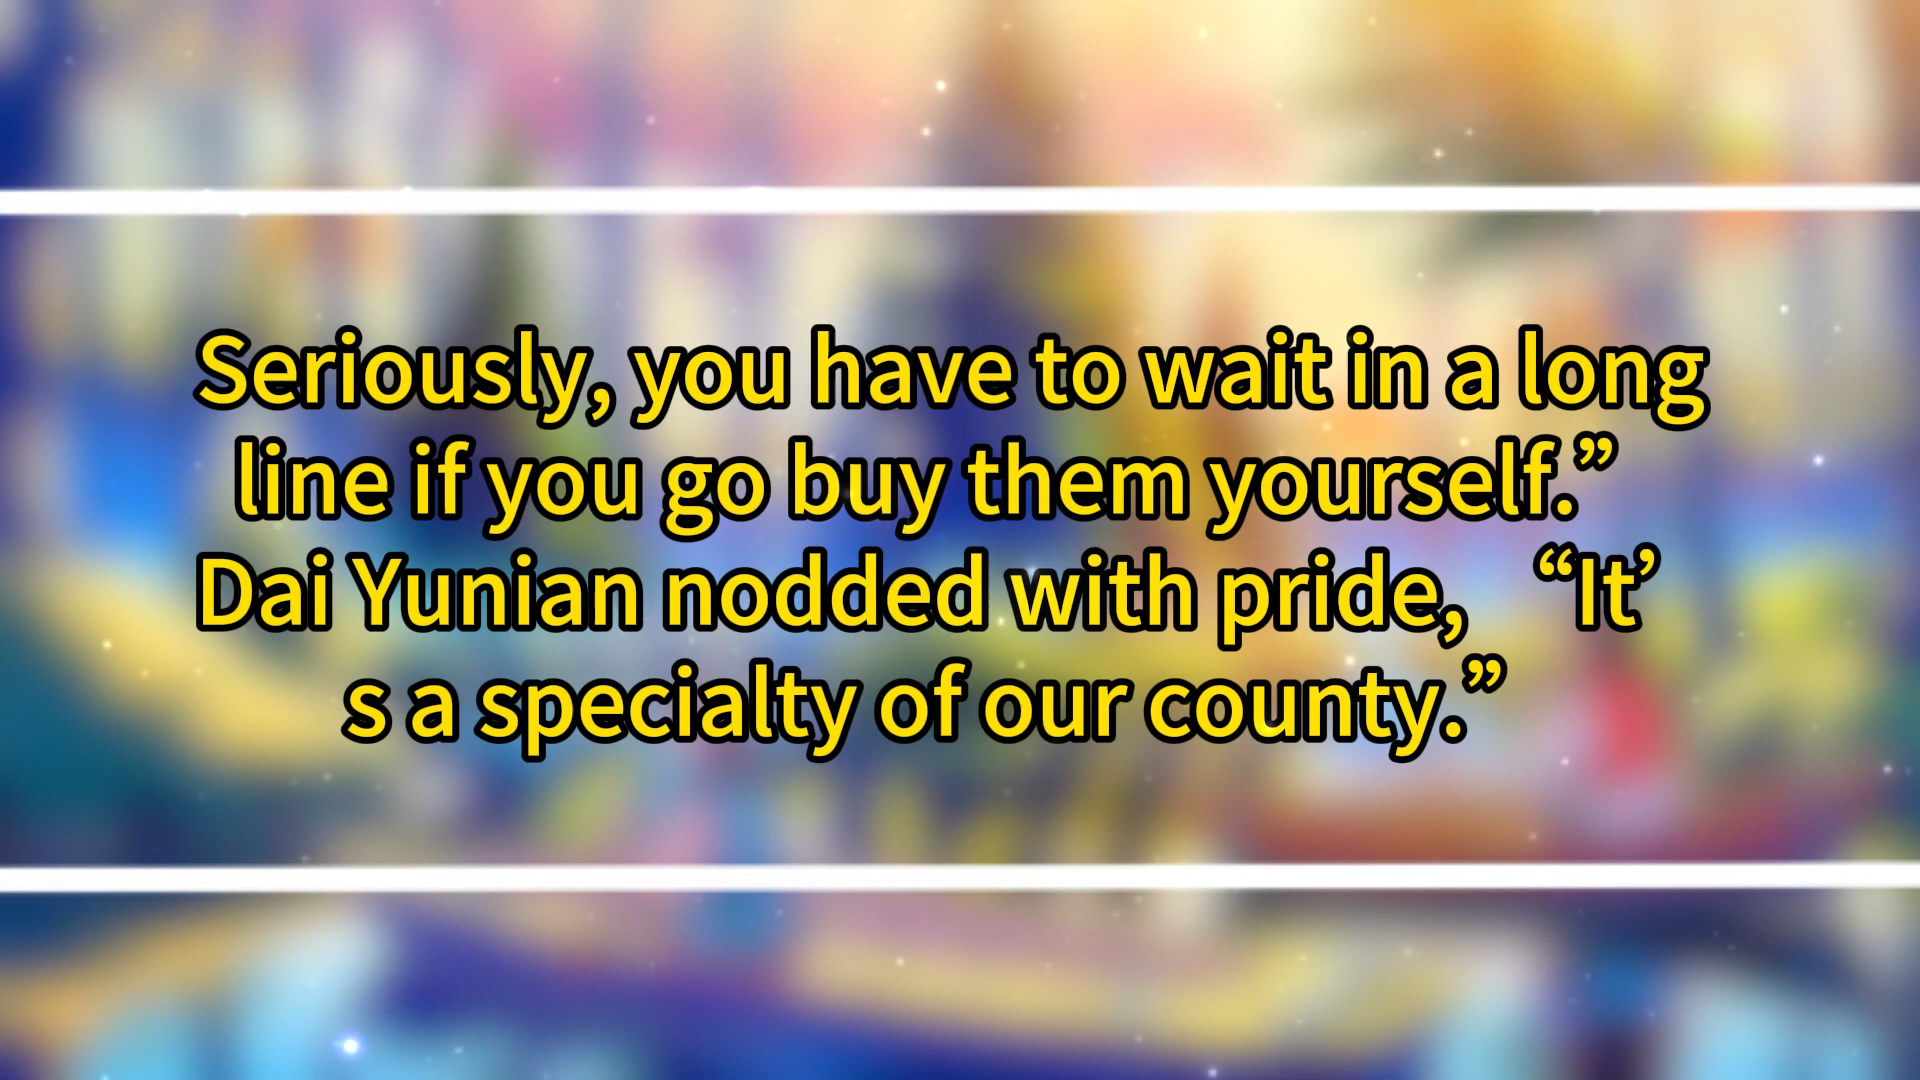 Seriously, you have to wait in a long
line if you go buy them yourself.”
Dai Yunian nodded with pride, “It’
s a specialty of our county.”